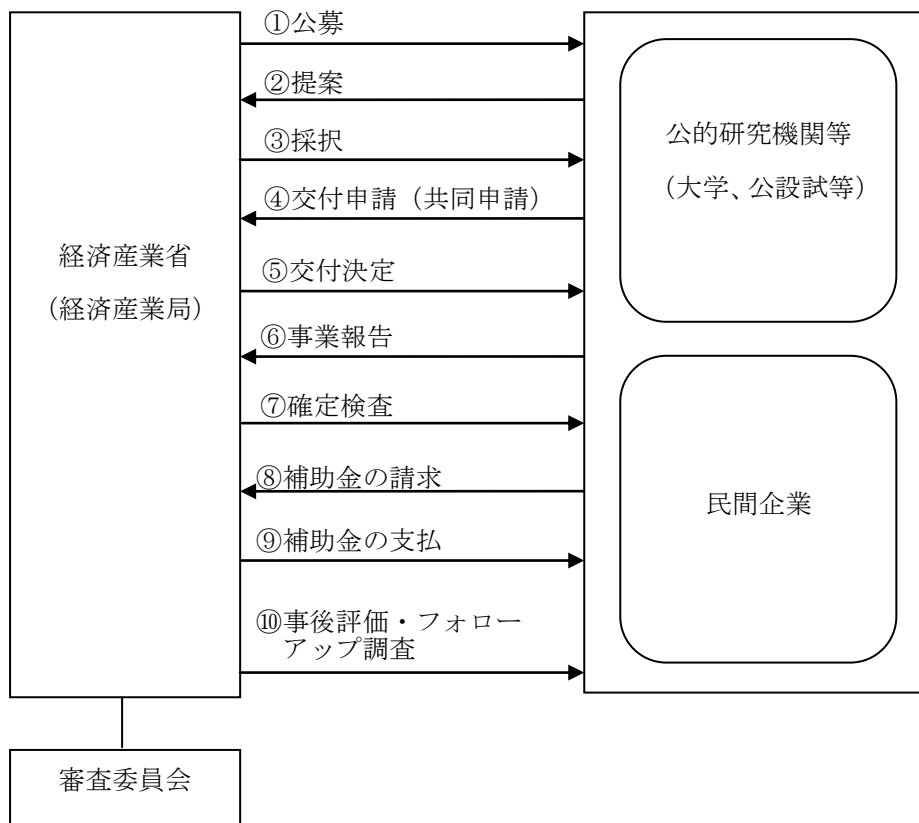 ①公募
②提案
③採択
④交付申請（共同申請）
⑤交付決定
⑥事業報告
⑦確定検査
⑧補助金の請求
⑨補助金の支払
⑩事後評価・フォロー
アップ調査
経済産業省
（経済産業局）
公的研究機関等
（大学、公設試等）
民間企業
審査委員会